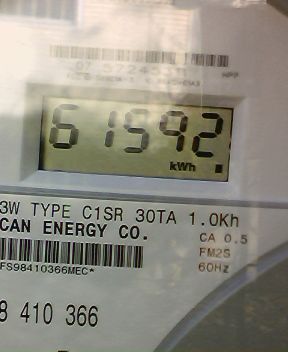 61592
kWh
3W TYPE C1SR 30TA 1.0Kh
CAN ENERGY CO.
CA 0.5
FM2S
60Hz
FS98410366MEC*
8 410 366